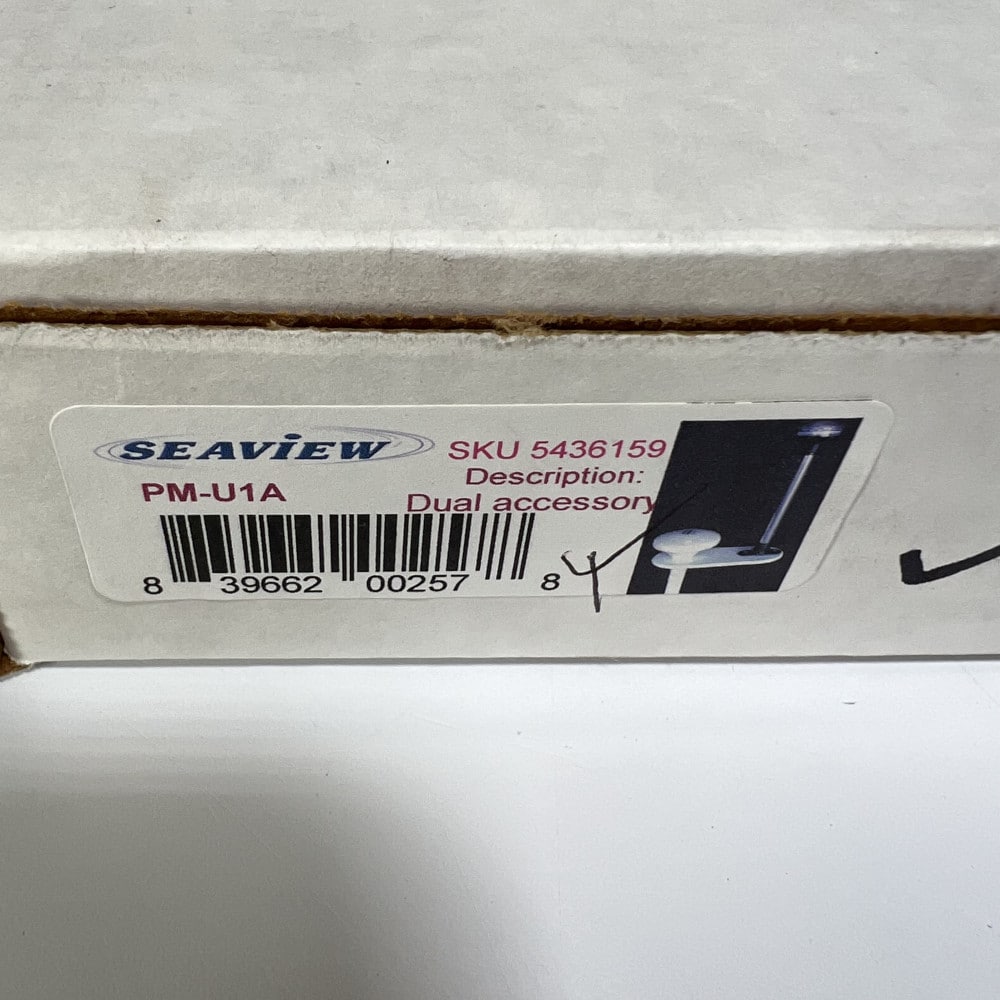 SEAVIEW
SKU 5436159
Description:
PM-U1A
Dual accessory
8 39662 00257 8